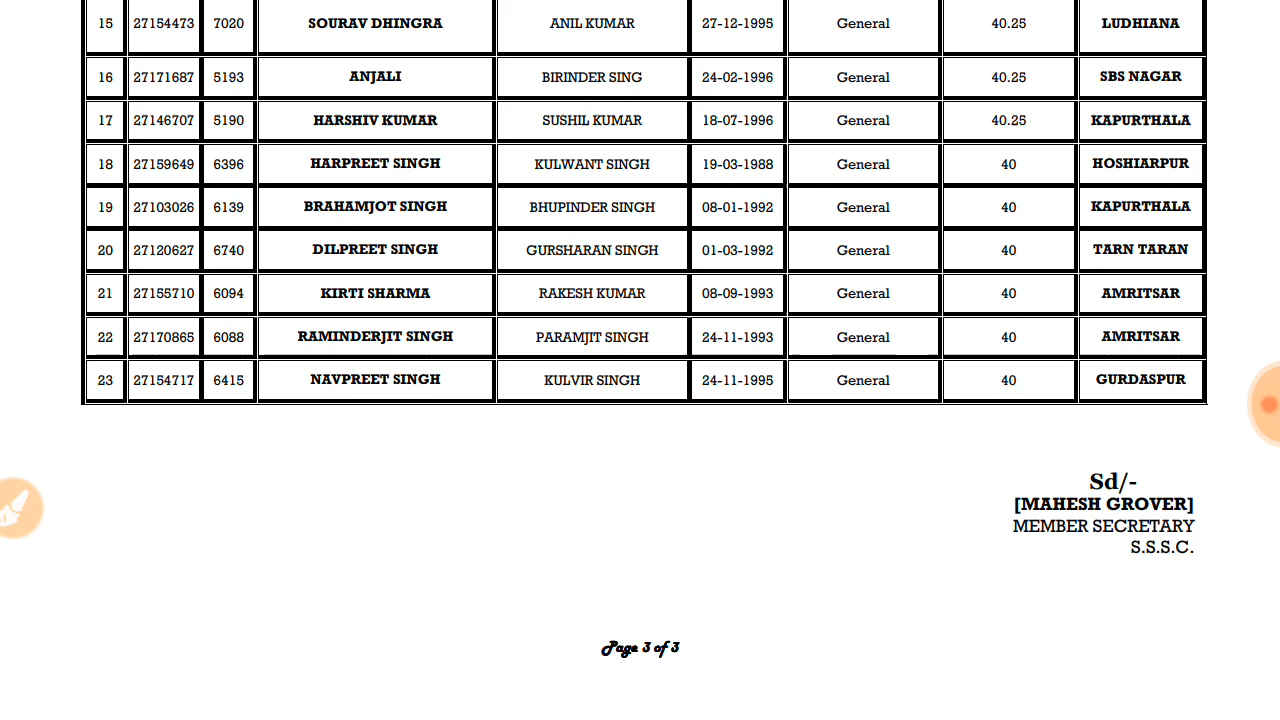 15 27154473 7020 SOURAV DHINGRA ANIL KUMAR 27-12-1995 General 40.25 LUDHIANA
16 27171687 5193 ANJALI BIRINDER SING 24-02-1996 General 40.25 SBS NAGAR
17 27146707 5190 HARSHIV KUMAR SUSHIL KUMAR 18-07-1996 General 40.25 KAPURTHALA
18 27159649 6396 HARPREET SINGH KULWANT SINGH 19-03-1988 General 40 HOSHIARPUR
19 27103026 6139 BRAHAMJOT SINGH BHUPINDER SINGH 08-01-1992 General 40 KAPURTHALA
20 27120627 6740 DILPREET SINGH GURSHARAN SINGH 01-03-1992 General 40 TARN TARAN
21 27155710 6094 KIRTI SHARMA RAKESH KUMAR 08-09-1993 General 40 AMRITSAR
22 27170865 6088 RAMINDERJIT SINGH PARAMJIT SINGH 24-11-1993 General 40 AMRITSAR
23 27154717 6415 NAVPREET SINGH KULVIR SINGH 24-11-1995 General 40 GURDASPUR
Sd/-
[MAHESH GROVER]
MEMBER SECRETARY
S.S.S.C.
Page 3 of 3